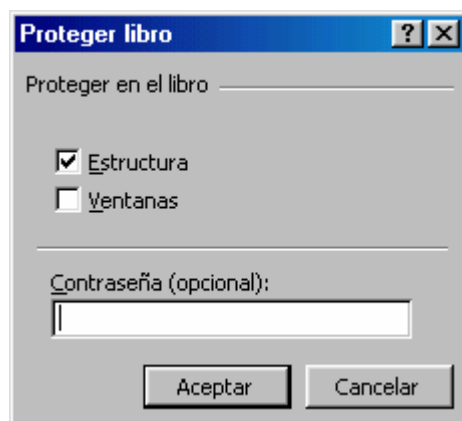 Proteger libro
Proteger en el libro
Estructura
Ventanas
Contraseña (opcional):
Aceptar Cancelar